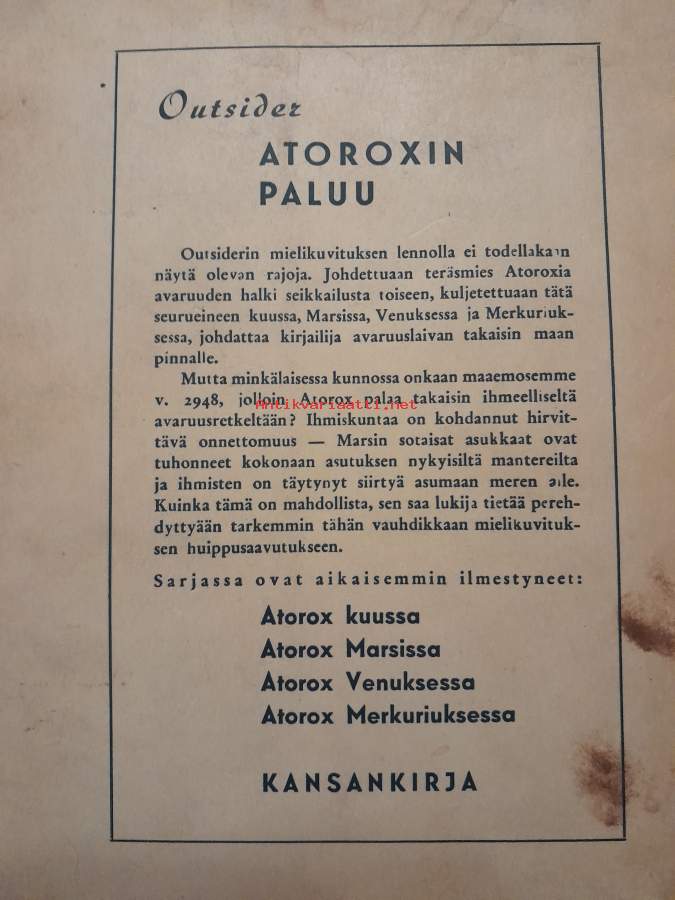 Outsider
ATOROXIN
PALUU
Outsiderin mielikuvituksen lennolla ei todellakaan
näytä olevan rajoja. Johdettuaan teräsmies Atoroxia
avaruuden halki seikkailusta toiseen, kuljetettuaan tätä
seurueineen kuussa, Marsissa, Venuksessa ja Merkuriuk-
sessa, johdattaa kirjailija avaruuslaivan takaisin maan
pinnalle.
Mutta minkälaisessa kunnossa onkaan maaemosemme
v. 2948, jolloin Atorox palaa takaisin ihmeelliseltä
Antikvariaatti.net
avaruusretkeltään? Ihmiskuntaa on kohdannut hirvit-
tävä onnettomuus — Marsin sotaisat asukkaat ovat
tuhonneet kokonaan asutuksen nykyisiltä mantereilta
ja ihmisten on täytynyt siirtyä asumaan meren alle.
Kuinka tämä on mahdollista, sen saa lukija tietää pereh-
dyttyään tarkemmin tähän vauhdikkaan mielikuvituk-
sen huippusaavutukseen.
Sarjassa ovat aikaisemmin ilmestyneet:
Atorox kuussa
Atorox Marsissa
Atorox Venuksessa
Atorox Merkuriuksessa
KANSANKIRJA